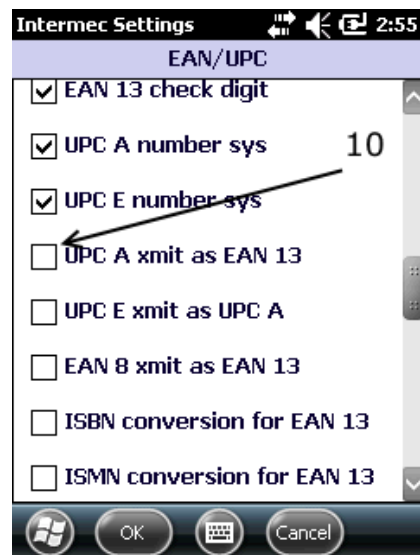 Intermec Settings 2:55
EAN/UPC
EAN 13 check digit
UPC A number sys 10
UPC E number sys
UPC A xmit as EAN 13
UPC E xmit as UPC A
EAN 8 xmit as EAN 13
ISBN conversion for EAN 13
ISMN conversion for EAN 13
OK Cancel